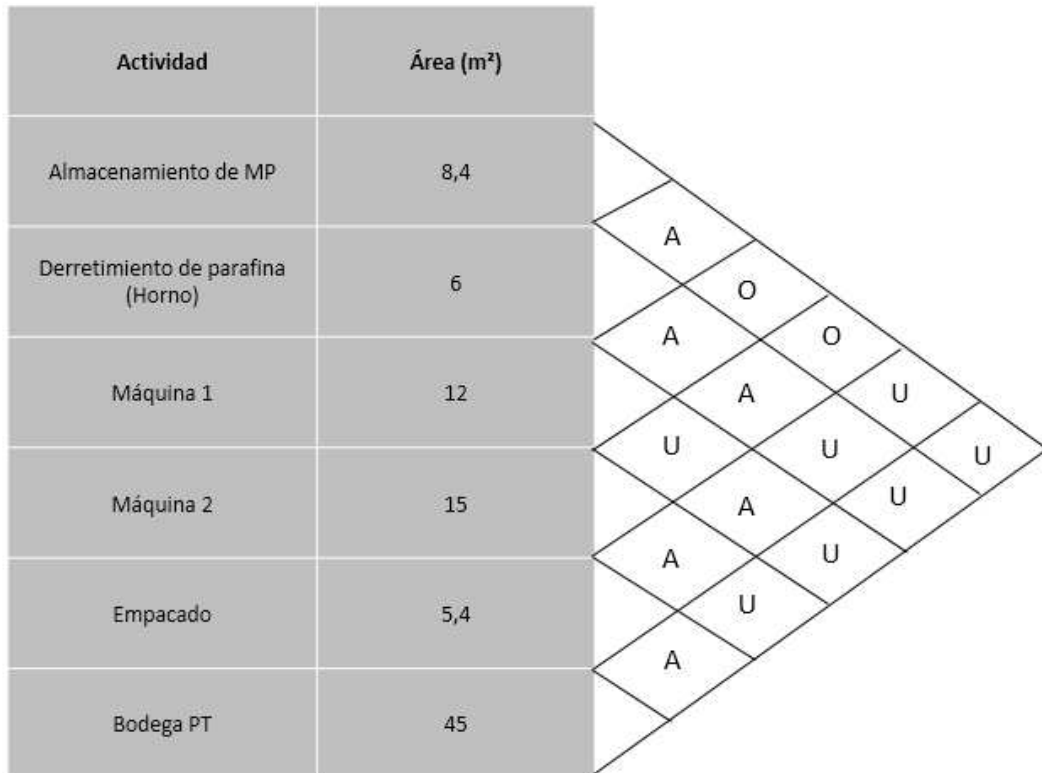 Actividad
Área (m²)
Almacenamiento de MP
8,4
Derretimiento de parafina
(Horno)
6
Máquina 1
12
Máquina 2
15
Empacado
5,4
Bodega PT
45
A
O
A
O
A
U
U
U
U
A
U
A
U
U
A